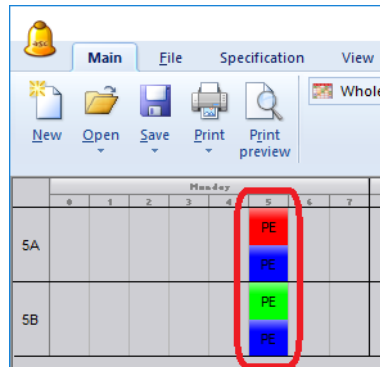 asc
Main File Specification View
New Open Save Print Print preview Whole
Monday
0 1 2 3 4 5 6 7
5A PE
PE
5B PE
PE